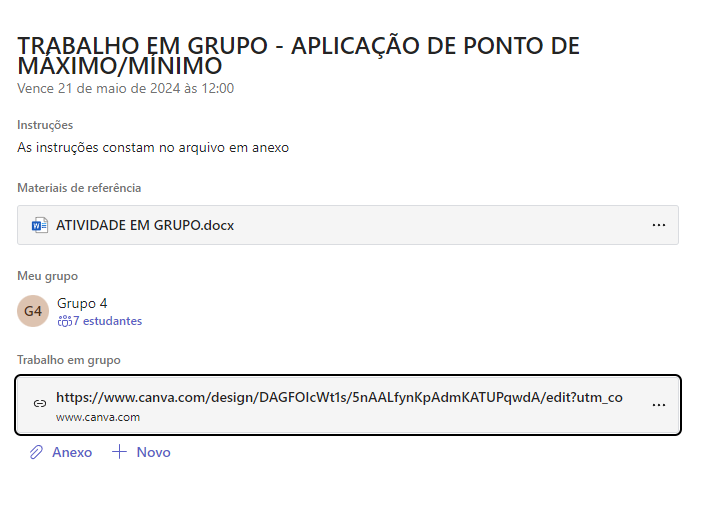 TRABALHO EM GRUPO - APLICAÇÃO DE PONTO DE
MÁXIMO/MÍNIMO
Vence 21 de maio de 2024 às 12:00
Instruções
As instruções constam no arquivo em anexo
Materiais de referência
ATIVIDADE EM GRUPO.docx
Meu grupo
G4
Grupo 4
7 estudantes
Trabalho em grupo
https://www.canva.com/design/DAGFOIcWt1s/5nAALfynKpAdmKATUPqwdA/edit?utm_co
www.canva.com
Anexo
Novo